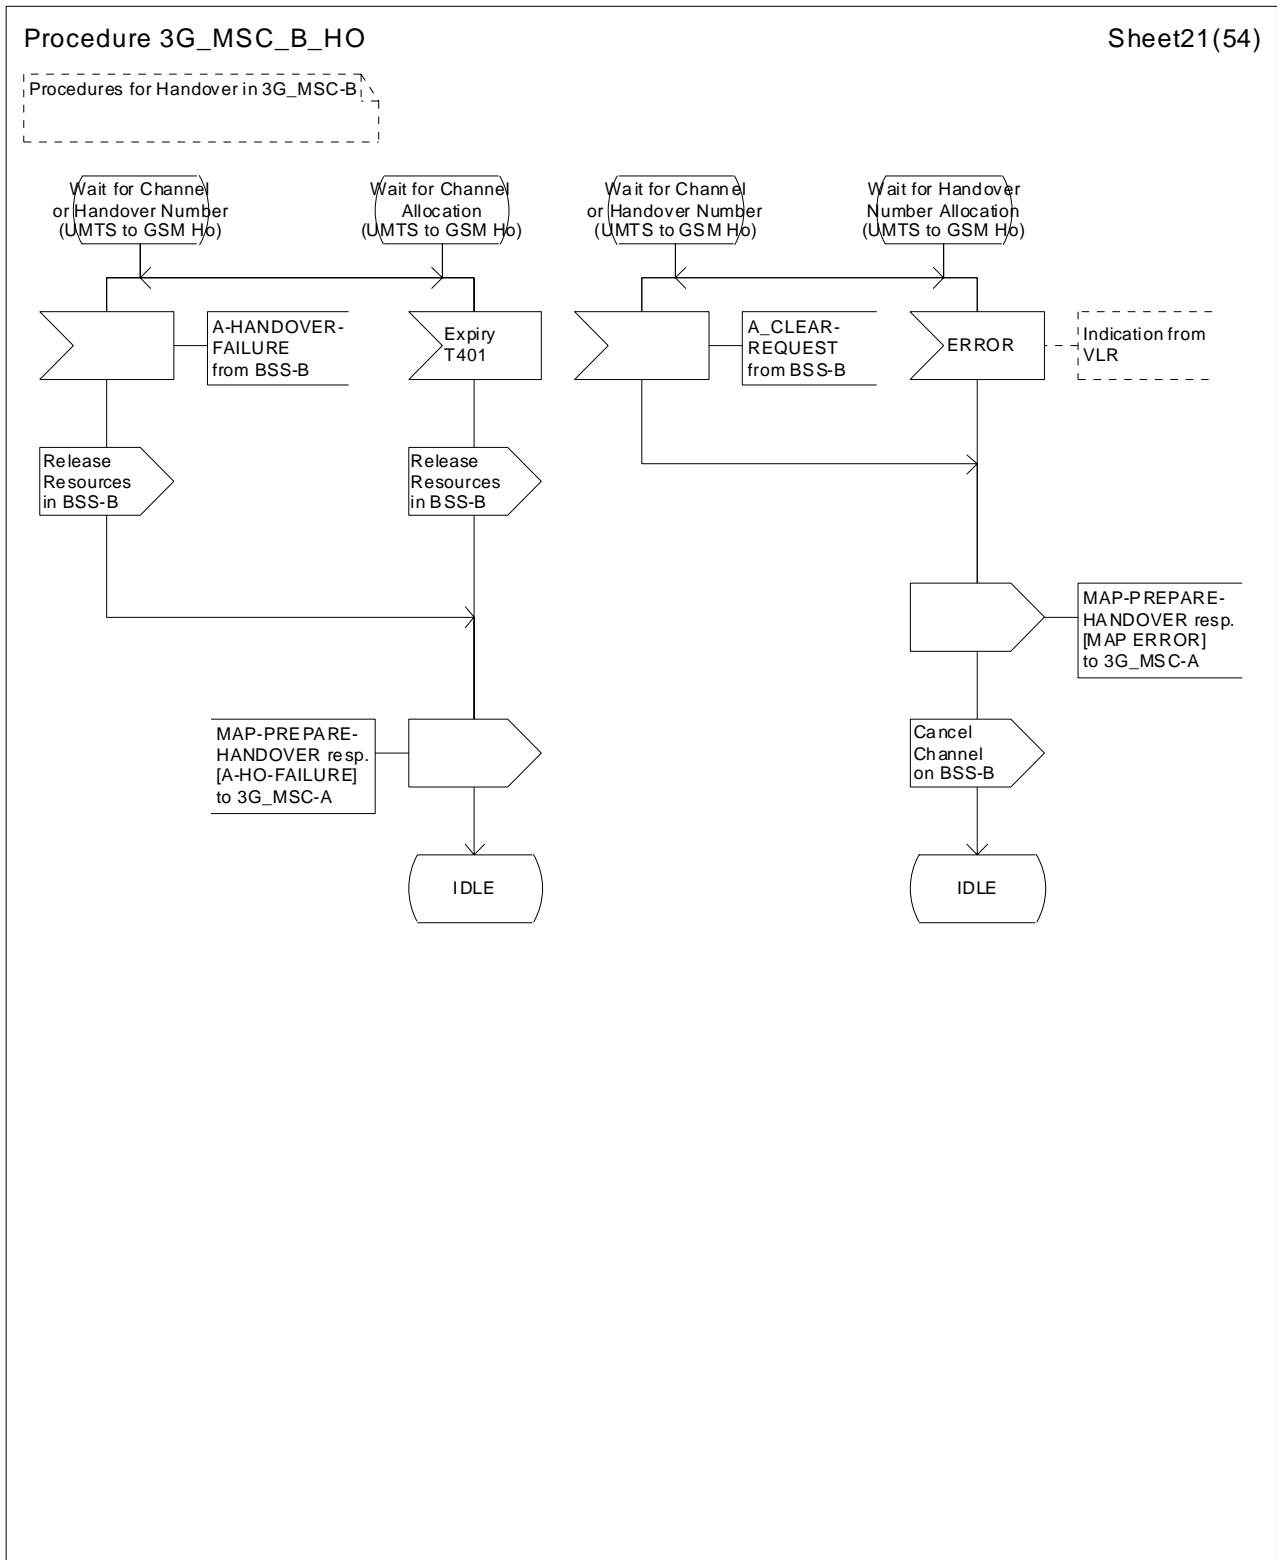 Procedure 3G_MSC_B_HO
Sheet21(54)
Procedures for Handover in 3G_MSC-B
Wait for Channel
or Handover Number
(UMTS to GSM Ho)
Wait for Channel
Allocation
(UMTS to GSM Ho)
Wait for Channel
or Handover Number
(UMTS to GSM Ho)
Wait for Handover
Number Allocation
(UMTS to GSM Ho)
A-HANDOVER-
FAILURE
from BSS-B
Expiry
T401
A_CLEAR-
REQUEST
from BSS-B
ERROR
Indication from
VLR
Release
Resources
in BSS-B
Release
Resources
in BSS-B
MAP-PREPARE-
HANDOVER resp.
[MAP ERROR]
to 3G_MSC-A
MAP-PREPARE-
HANDOVER resp.
[A-HO-FAILURE]
to 3G_MSC-A
Cancel
Channel
on BSS-B
IDLE
IDLE